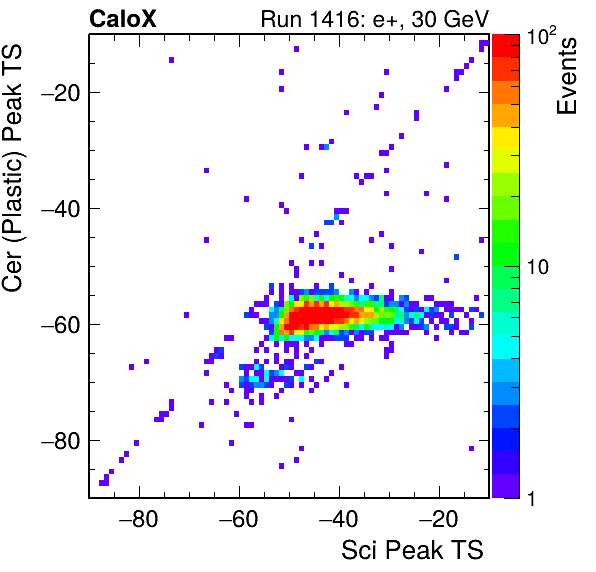 CaloX Run 1416: e+, 30 GeV
Cer (Plastic) Peak TS
−20
−40
−60
−80
−80 −60 −40 −20
Sci Peak TS
10²
10
1
Events